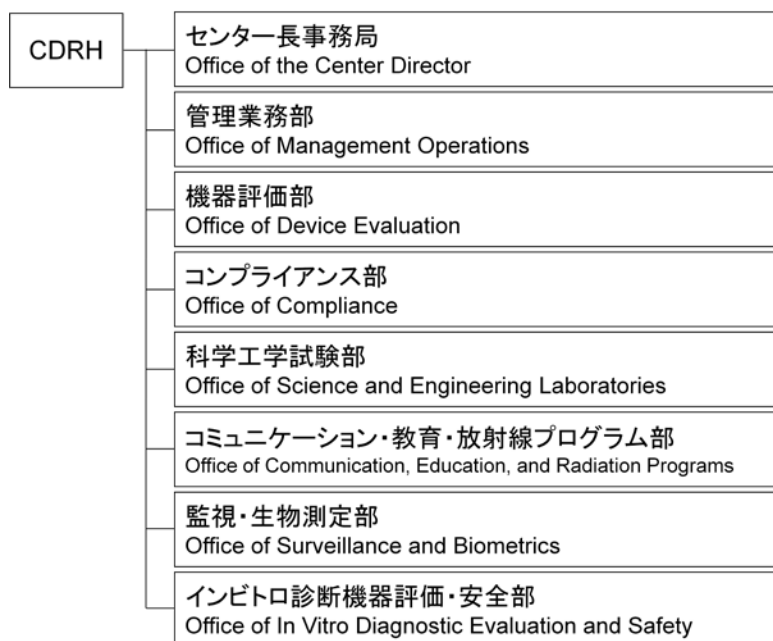 CDRH
センター長事務局
Office of the Center Director
管理業務部
Office of Management Operations
機器評価部
Office of Device Evaluation
コンプライアンス部
Office of Compliance
科学工学試験部
Office of Science and Engineering Laboratories
コミュニケーション・教育・放射線プログラム部
Office of Communication, Education, and Radiation Programs
監視・生物測定部
Office of Surveillance and Biometrics
インビトロ診断機器評価・安全部
Office of In Vitro Diagnostic Evaluation and Safety